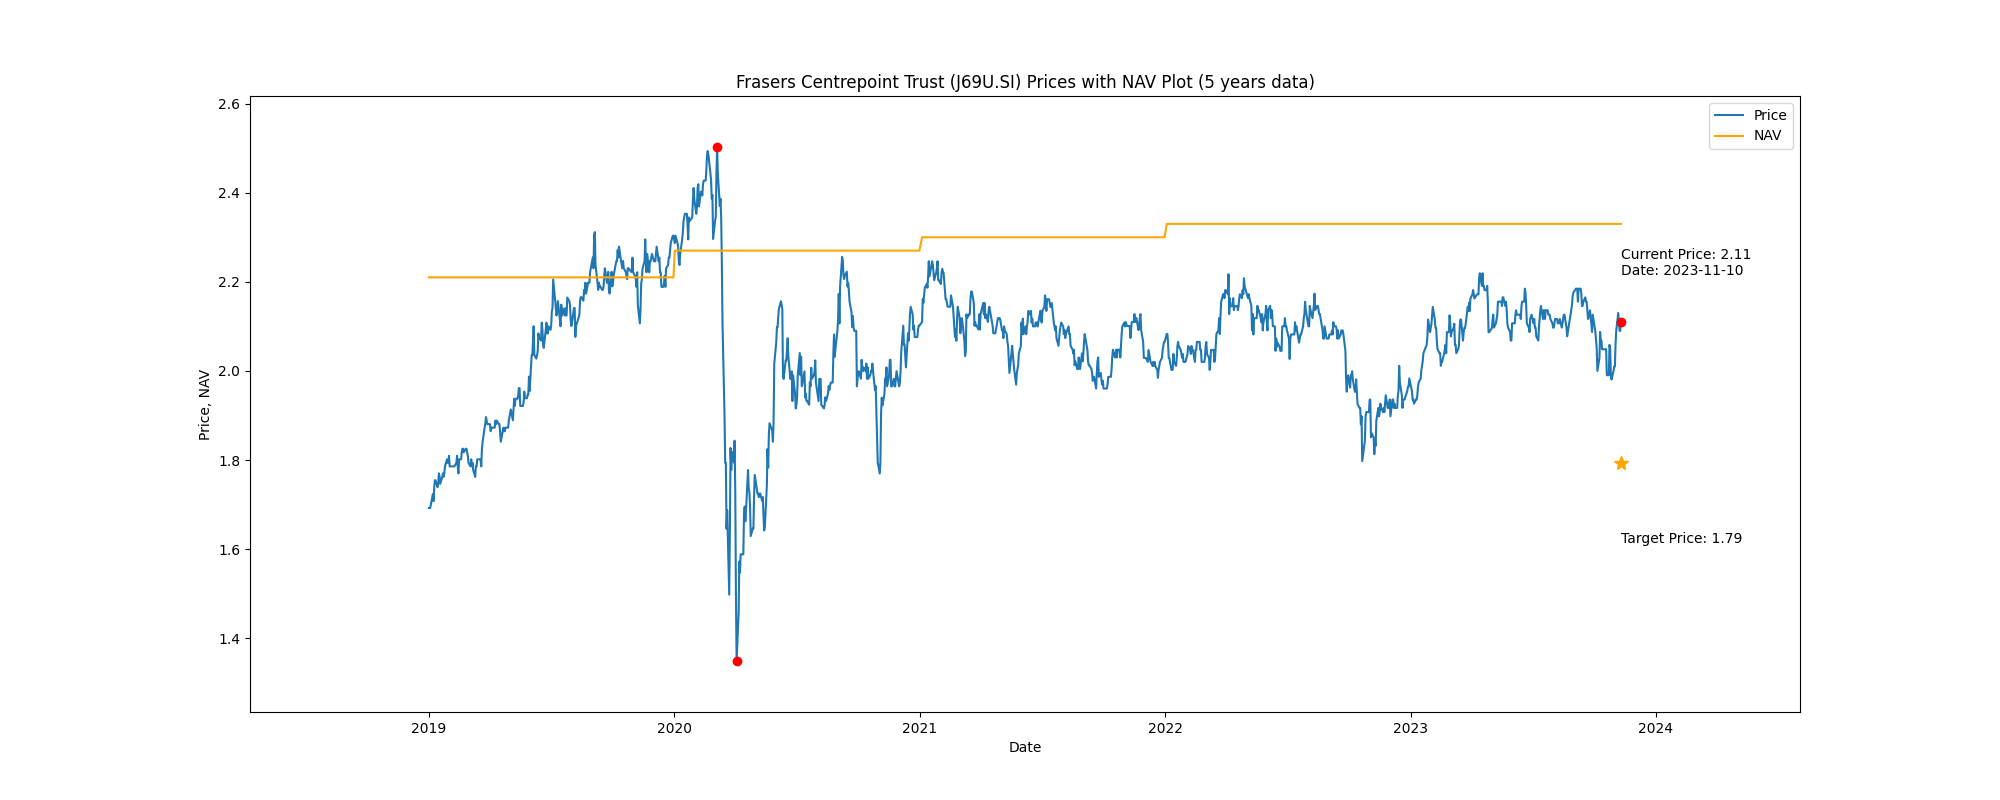 Frasers Centrepoint Trust (J69U.SI) Prices with NAV Plot (5 years data)
2.6
2.4
2.2
2.0
1.8
1.6
1.4
Price, NAV
Price
NAV
Current Price: 2.11
Date: 2023-11-10
Target Price: 1.79
2019
2020
2021
2022
2023
2024
Date